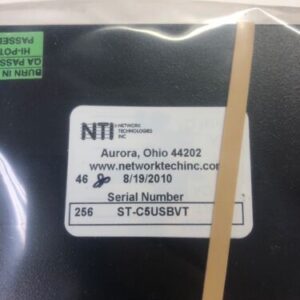 BURN IN
QA PASS
HI-POT
PASSED
NTI NETWORK
TECHNOLOGIES
INC
Aurora, Ohio 44202
www.networktechinc.com
46 8/19/2010
Serial Number
256 ST-C5USBVT